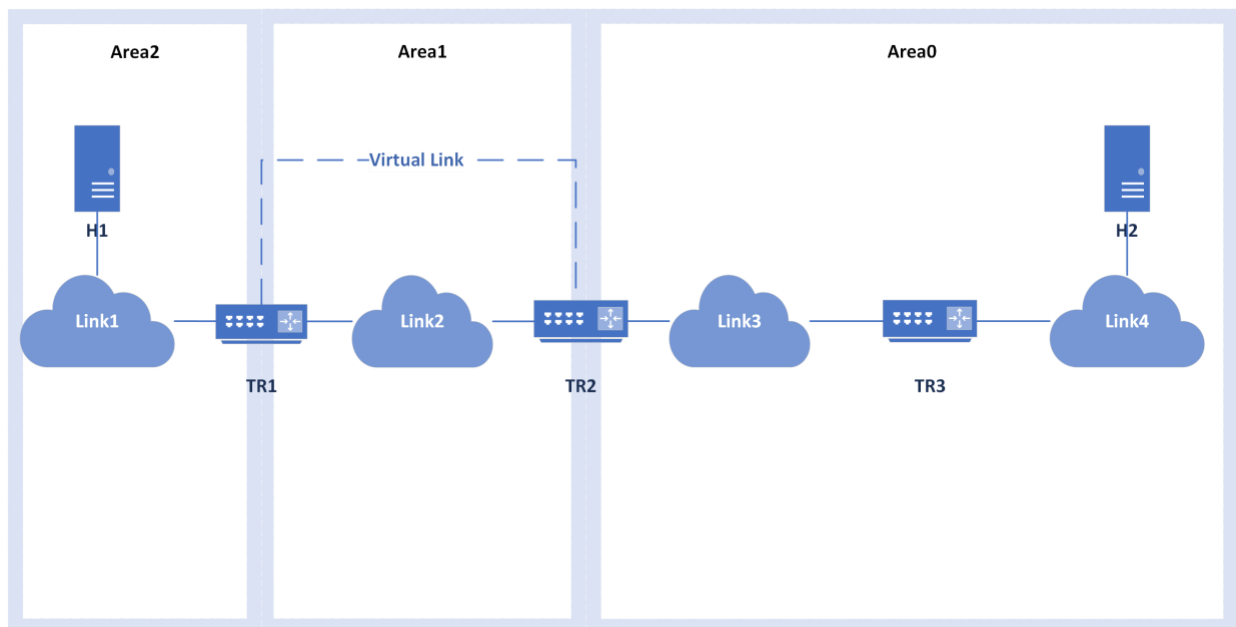 Area2
Area1
Area0
Virtual Link
H1
H2
Link1
Link2
Link3
Link4
TR1
TR2
TR3